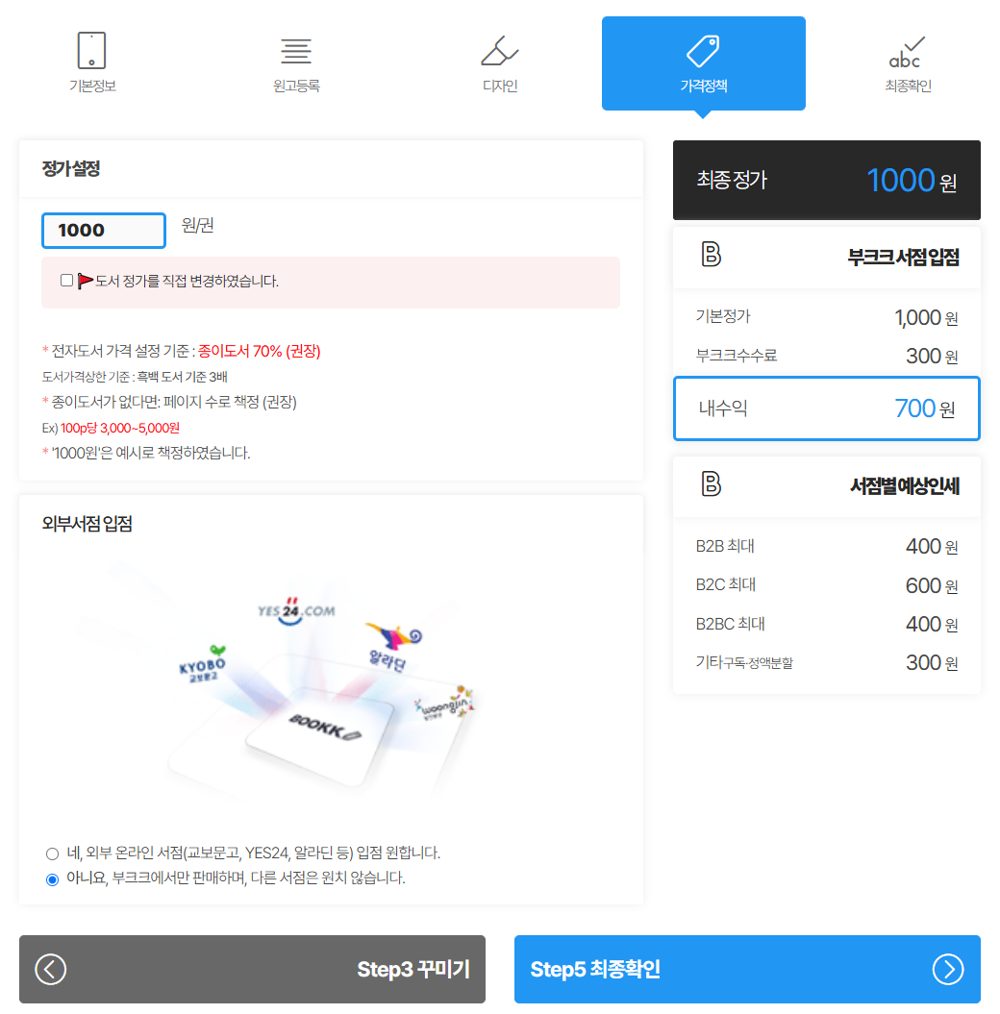 기본정보
원고등록
디자인
가격정책
abc
최종확인
정가 설정
1000 원/권
도서 정가를 직접 변경하였습니다.
* 전자도서 가격 설정 기준 : 종이도서 70% (권장)
도서가격상한 기준 : 흑백 도서 기준 3배
* 종이도서가 없다면: 페이지 수로 책정 (권장)
Ex) 100p당 3,000~5,000원
* '1000원'은 예시로 책정하였습니다.
외부서점 입점
YES24.COM
알라딘
KYOBO
교보문고
woongjin
BOOKK
네, 외부 온라인 서점(교보문고, YES24, 알라딘 등) 입점 원합니다.
아니요, 부크크에서만 판매하며, 다른 서점은 원치 않습니다.
최종 정가 1000 원
B 부크크 서점 입점
기본정가 1,000 원
부크크수수료 300 원
내수익 700 원
B 서점별 예상인세
B2B 최대 400 원
B2C 최대 600 원
B2BC 최대 400 원
기타구독·정액분할 300 원
Step3 꾸미기
Step5 최종확인